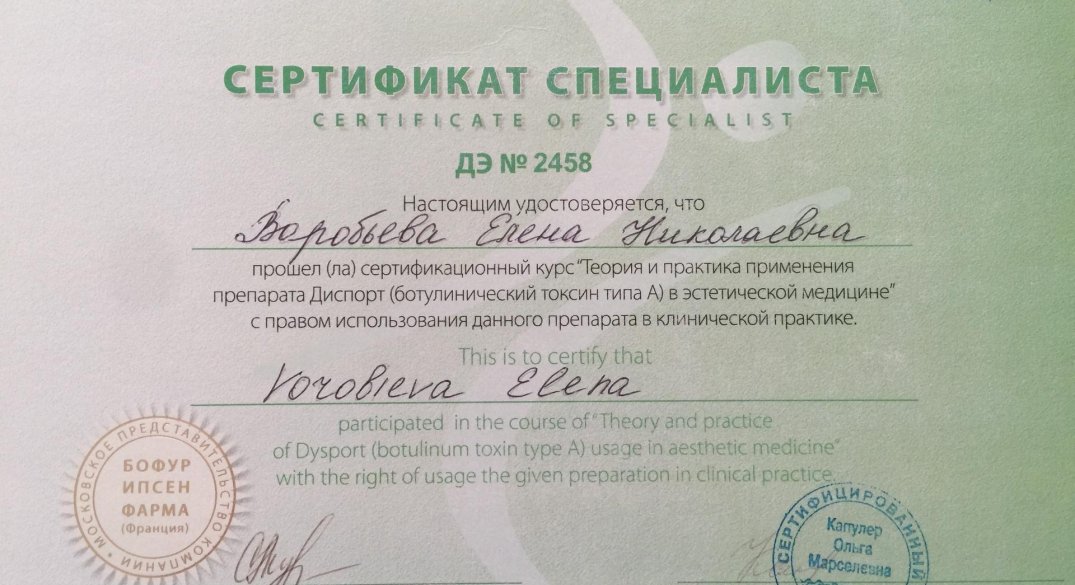 СЕРТИФИКАТ СПЕЦИАЛИСТА
CERTIFICATE OF SPECIALIST
ДЭ № 2458
Настоящим удостоверяется, что
Воробьева Елена Николаевна
прошел (ла) сертификационный курс "Теория и практика применения
препарата Диспорт (ботулинический токсин типа А) в эстетической медицине"
с правом использования данного препарата в клинической практике.
This is to certify that
Vorobieva Elena
participated in the course of "Theory and practice
of Dysport (botulinum toxin type A) usage in aesthetic medicine"
with the right of usage the given preparation in clinical practice.
• МОСКОВСКОЕ ПРЕДСТАВИТЕЛЬСТВО КОМПАНИИ
БОФУР
ИПСЕН
ФАРМА
(Франция)
СЕРТИФИЦИРОВАННЫЙ
Капулер
Ольга
Марселевна